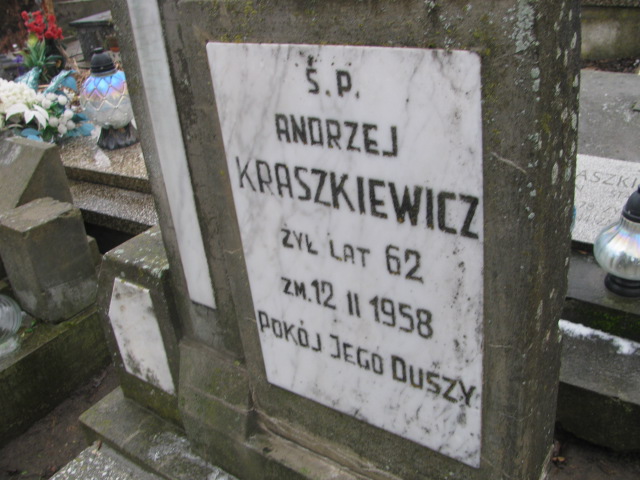 Ś.P.
ANDRZEJ
KRASZKIEWICZ
ŻYŁ LAT 62
ZM. 12 II 1958
POKÓJ JEGO DUSZY